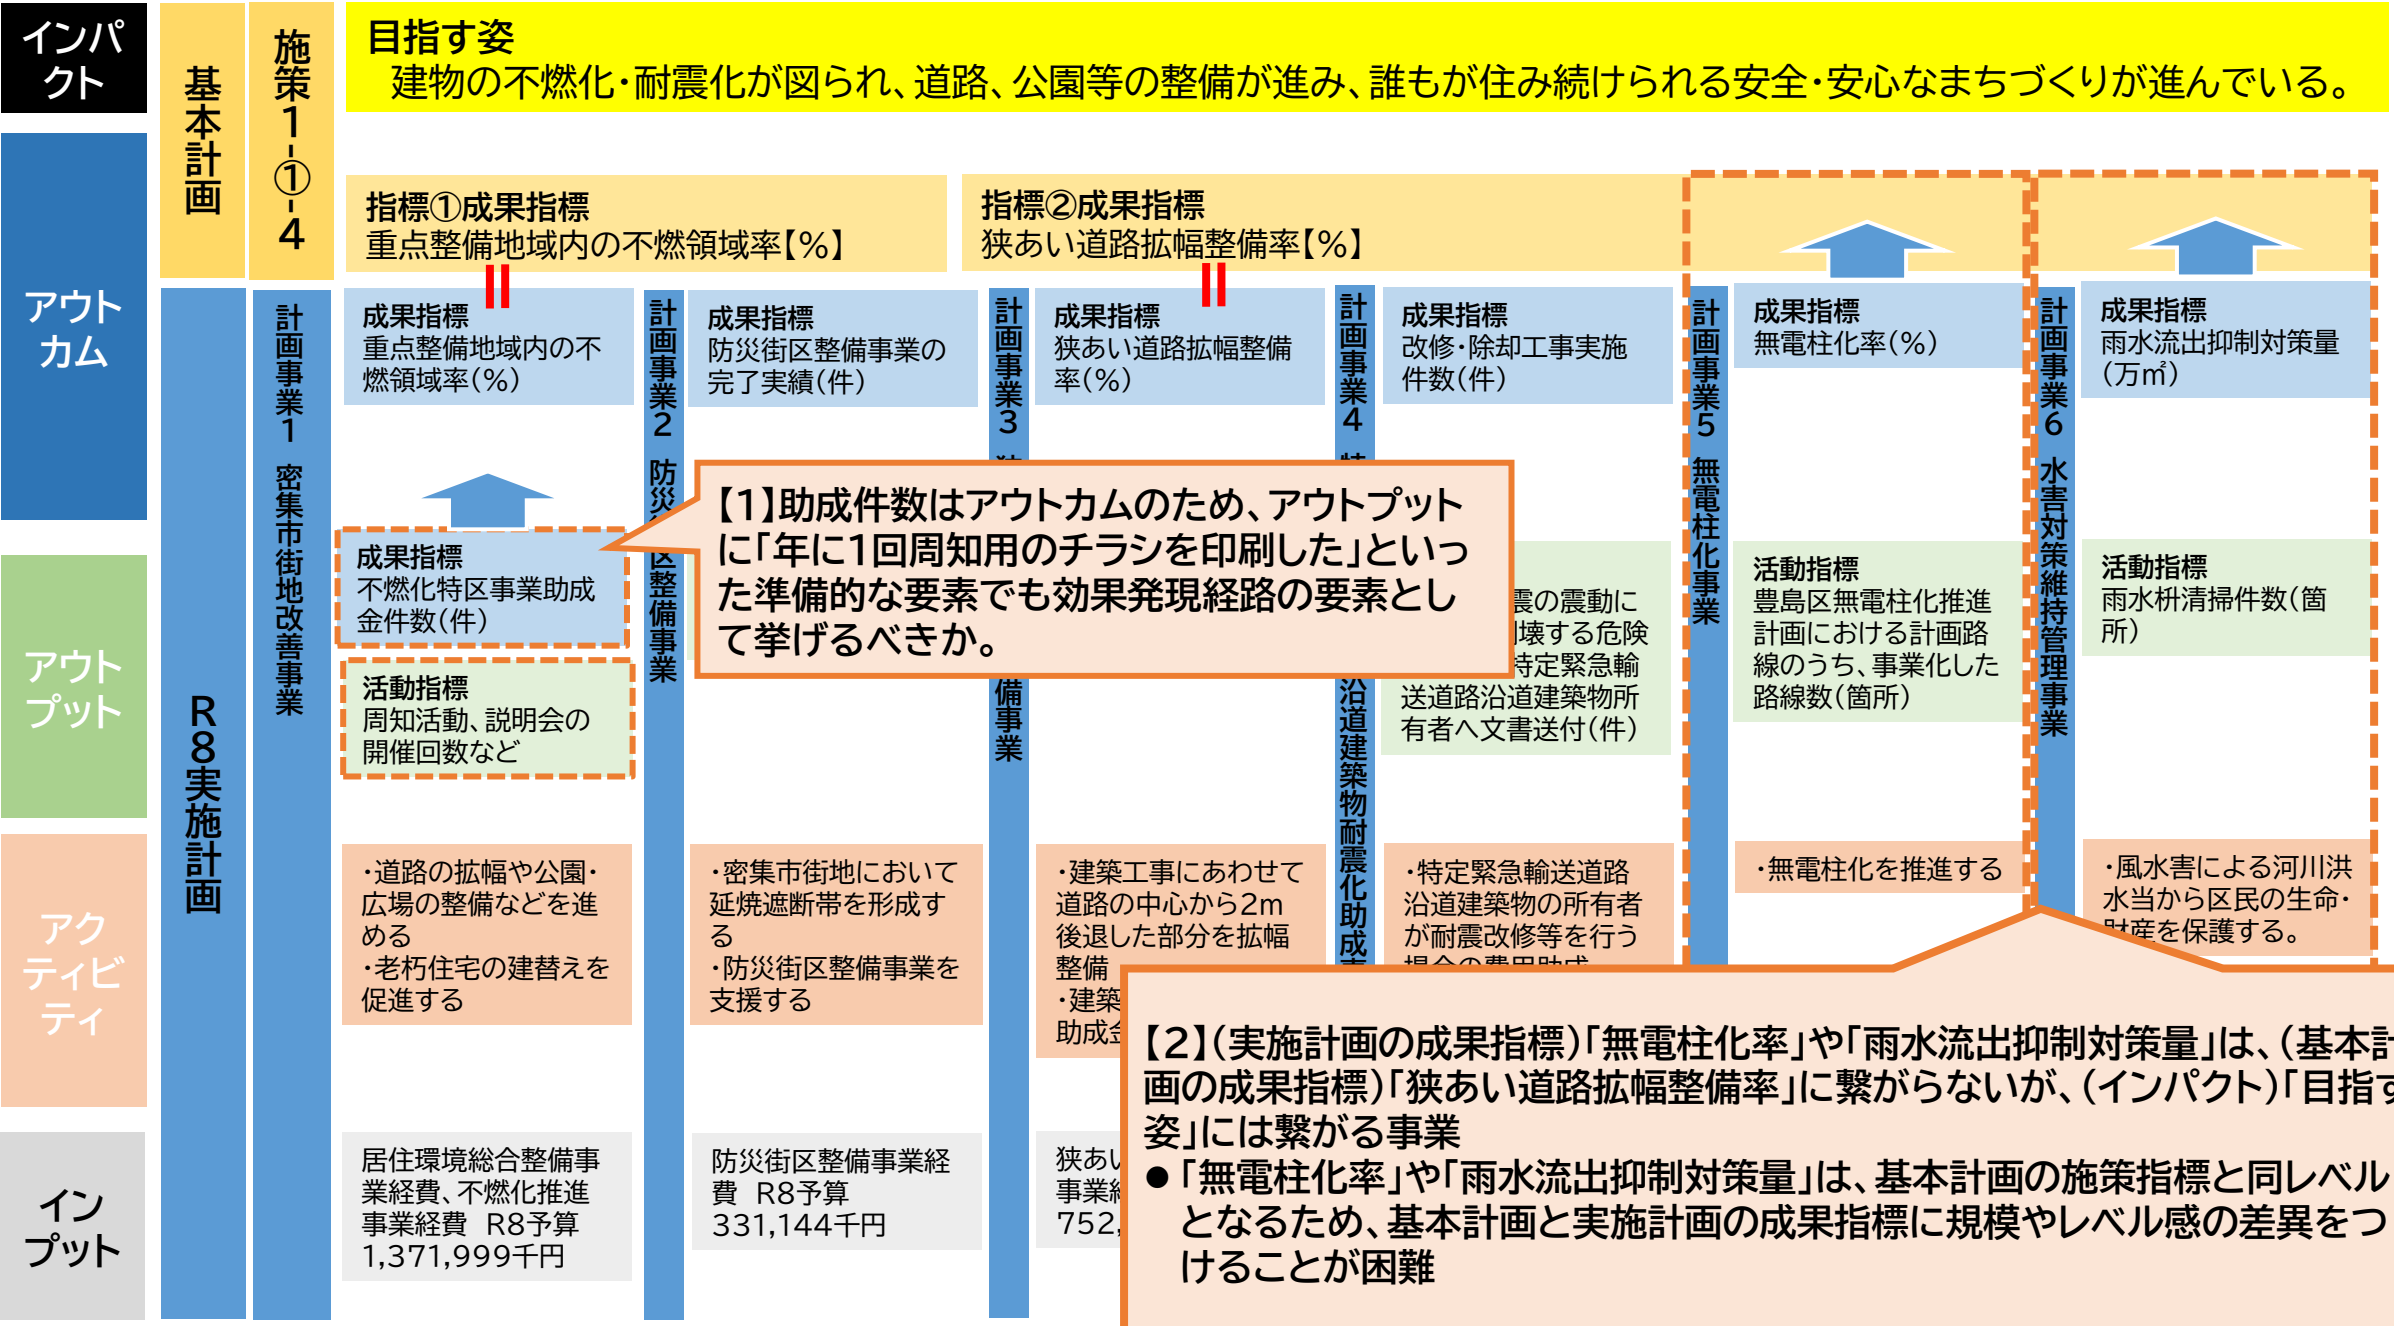 インパ
クト
基本計画
施策1-①-4
目指す姿
建物の不燃化・耐震化が図られ、道路、公園等の整備が進み、誰もが住み続けられる安全・安心なまちづくりが進んでいる。
アウト
カム
指標①成果指標
重点整備地域内の不燃領域率【%】
指標②成果指標
狭あい道路拡幅整備率【%】
R8実施計画
計画事業1 密集市街地改善事業
成果指標
重点整備地域内の不
燃領域率(%)
計画事業2 防災
区整備事業
成果指標
防災街区整備事業の
完了実績(件)
計画事業3
備事業
成果指標
狭あい道路拡幅整備
率(%)
計画事業4
沿道建築物耐震化助成
成果指標
改修・除却工事実施
件数(件)
計画事業5 無電柱化事業
成果指標
無電柱化率(%)
計画事業6 水害対策維持管理事業
成果指標
雨水流出抑制対策量
(万㎥)
【1】助成件数はアウトカムのため、アウトプット
に「年に1回周知用のチラシを印刷した」といっ
た準備的な要素でも効果発現経路の要素とし
て挙げるべきか。
アウト
プット
成果指標
不燃化特区事業助成
金件数(件)
活動指標
周知活動、説明会の
開催回数など
震の震動に
壊する危険
特定緊急輸
送道路沿道建築物所
有者へ文書送付(件)
活動指標
豊島区無電柱化推進
計画における計画路
線のうち、事業化した
路線数(箇所)
活動指標
雨水枡清掃件数(箇
所)
アク
ティビ
ティ
・道路の拡幅や公園・
広場の整備などを進
める
・老朽住宅の建替えを
促進する
・密集市街地において
延焼遮断帯を形成す
る
・防災街区整備事業を
支援する
・建築工事にあわせて
道路の中心から2m
後退した部分を拡幅
整備
・建築
助成金
・特定緊急輸送道路
沿道建築物の所有者
が耐震改修等を行う
場合の費用助成
・無電柱化を推進する
・風水害による河川洪
水当から区民の生命・
財産を保護する。
イン
プット
居住環境総合整備事
業経費、不燃化推進
事業経費 R8予算
1,371,999千円
防災街区整備事業経
費 R8予算
331,144千円
狭あい
事業経
752,
【2】(実施計画の成果指標)「無電柱化率」や「雨水流出抑制対策量」は、(基本計
画の成果指標)「狭あい道路拡幅整備率」に繋がらないが、(インパクト)「目指す
姿」には繋がる事業
●「無電柱化率」や「雨水流出抑制対策量」は、基本計画の施策指標と同レベル
となるため、基本計画と実施計画の成果指標に規模やレベル感の差異をつ
けることが困難